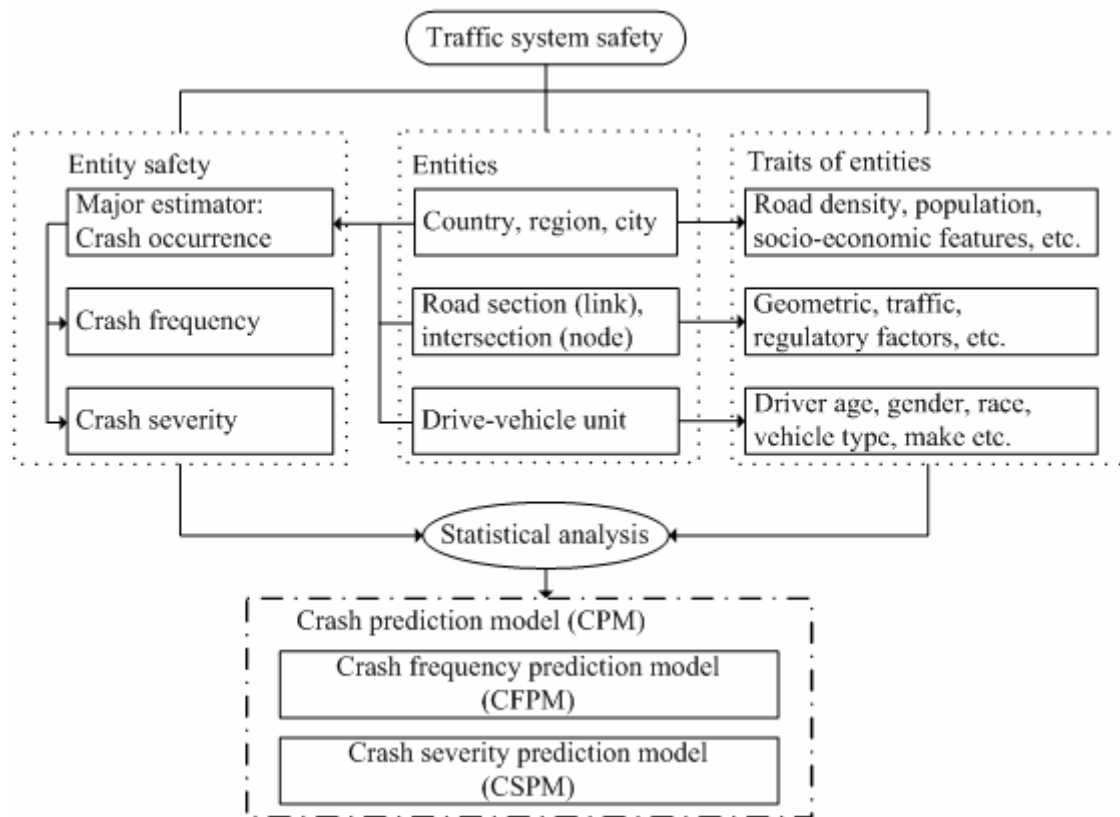 Traffic system safety
Entity safety
Major estimator:
Crash occurrence
Crash frequency
Crash severity
Entities
Country, region, city
Road section (link),
intersection (node)
Drive-vehicle unit
Traits of entities
Road density, population,
socio-economic features, etc.
Geometric, traffic,
regulatory factors, etc.
Driver age, gender, race,
vehicle type, make etc.
Statistical analysis
Crash prediction model (CPM)
Crash frequency prediction model
(CFPM)
Crash severity prediction model
(CSPM)